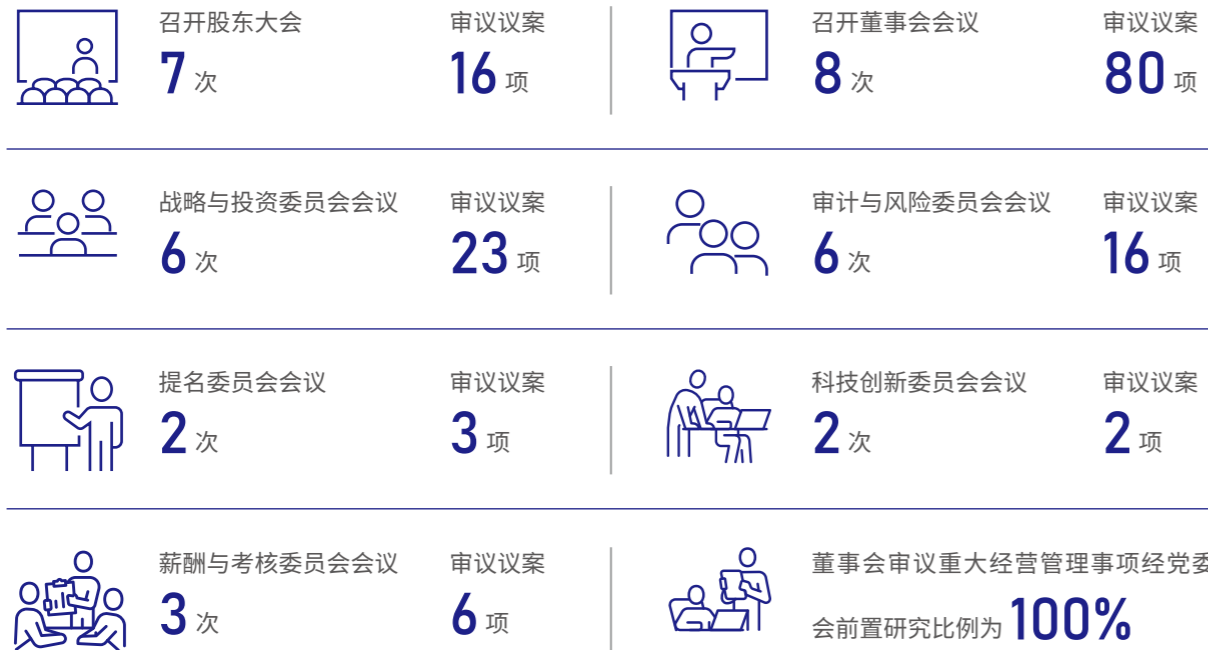 召开股东大会 审议议案
7 次 16 项
召开董事会会议 审议议案
8 次 80 项
战略与投资委员会会议 审议议案
6 次 23 项
审计与风险委员会会议 审议议案
6 次 16 项
提名委员会会议 审议议案
2 次 3 项
科技创新委员会会议 审议议案
2 次 2 项
薪酬与考核委员会会议 审议议案
3 次 6 项
董事会审议重大经营管理事项经党委
会前置研究比例为 100%